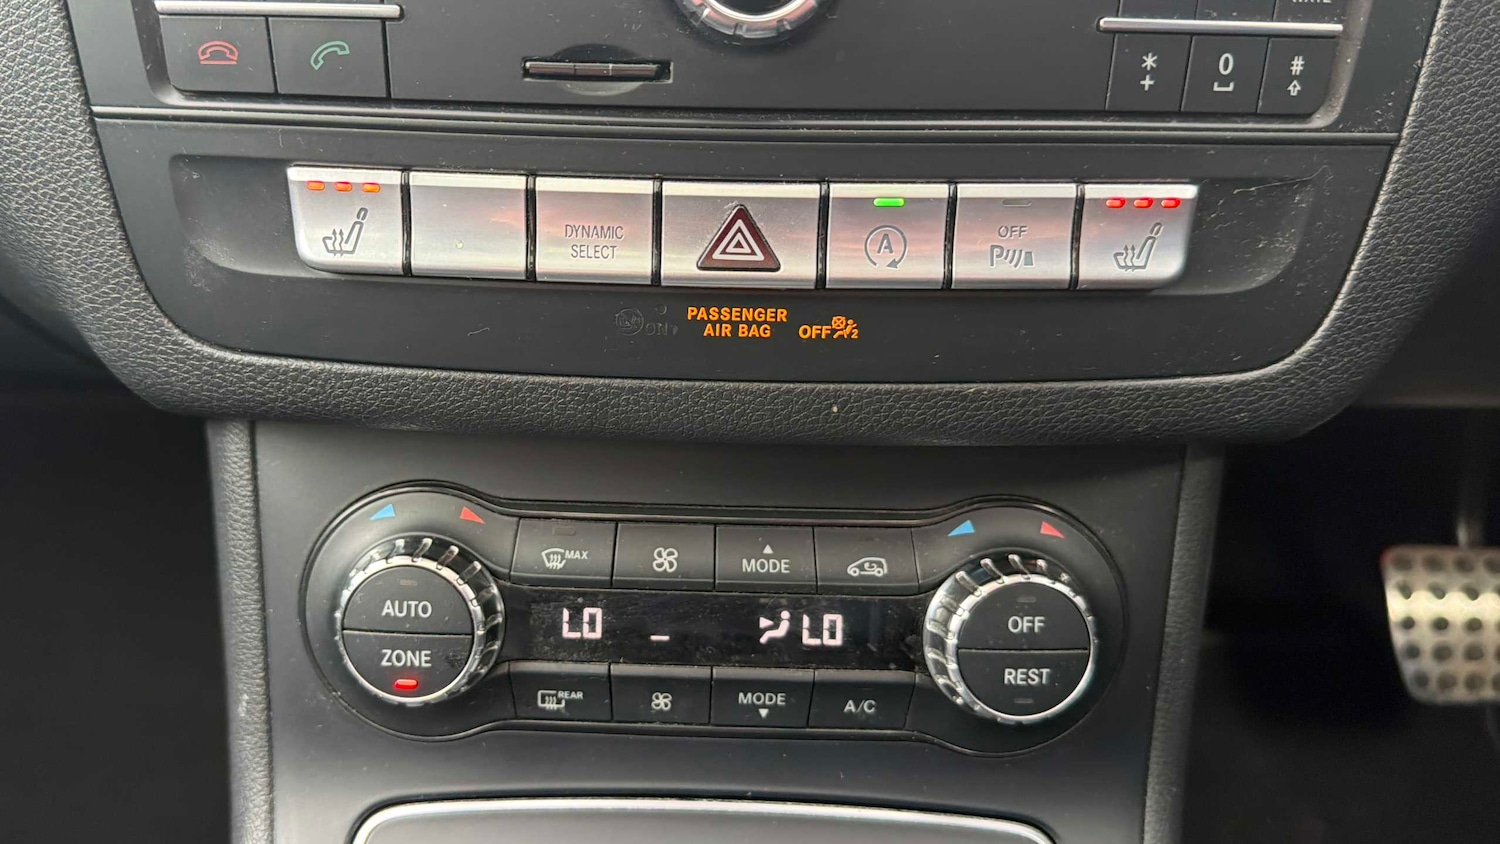 *
+
0
#
DYNAMIC
SELECT
A
OFF
P
ON
PASSENGER
AIR BAG
OFF
2
MAX
MODE
AUTO
ZONE
LO
LO
OFF
REST
REAR
MODE
A/C